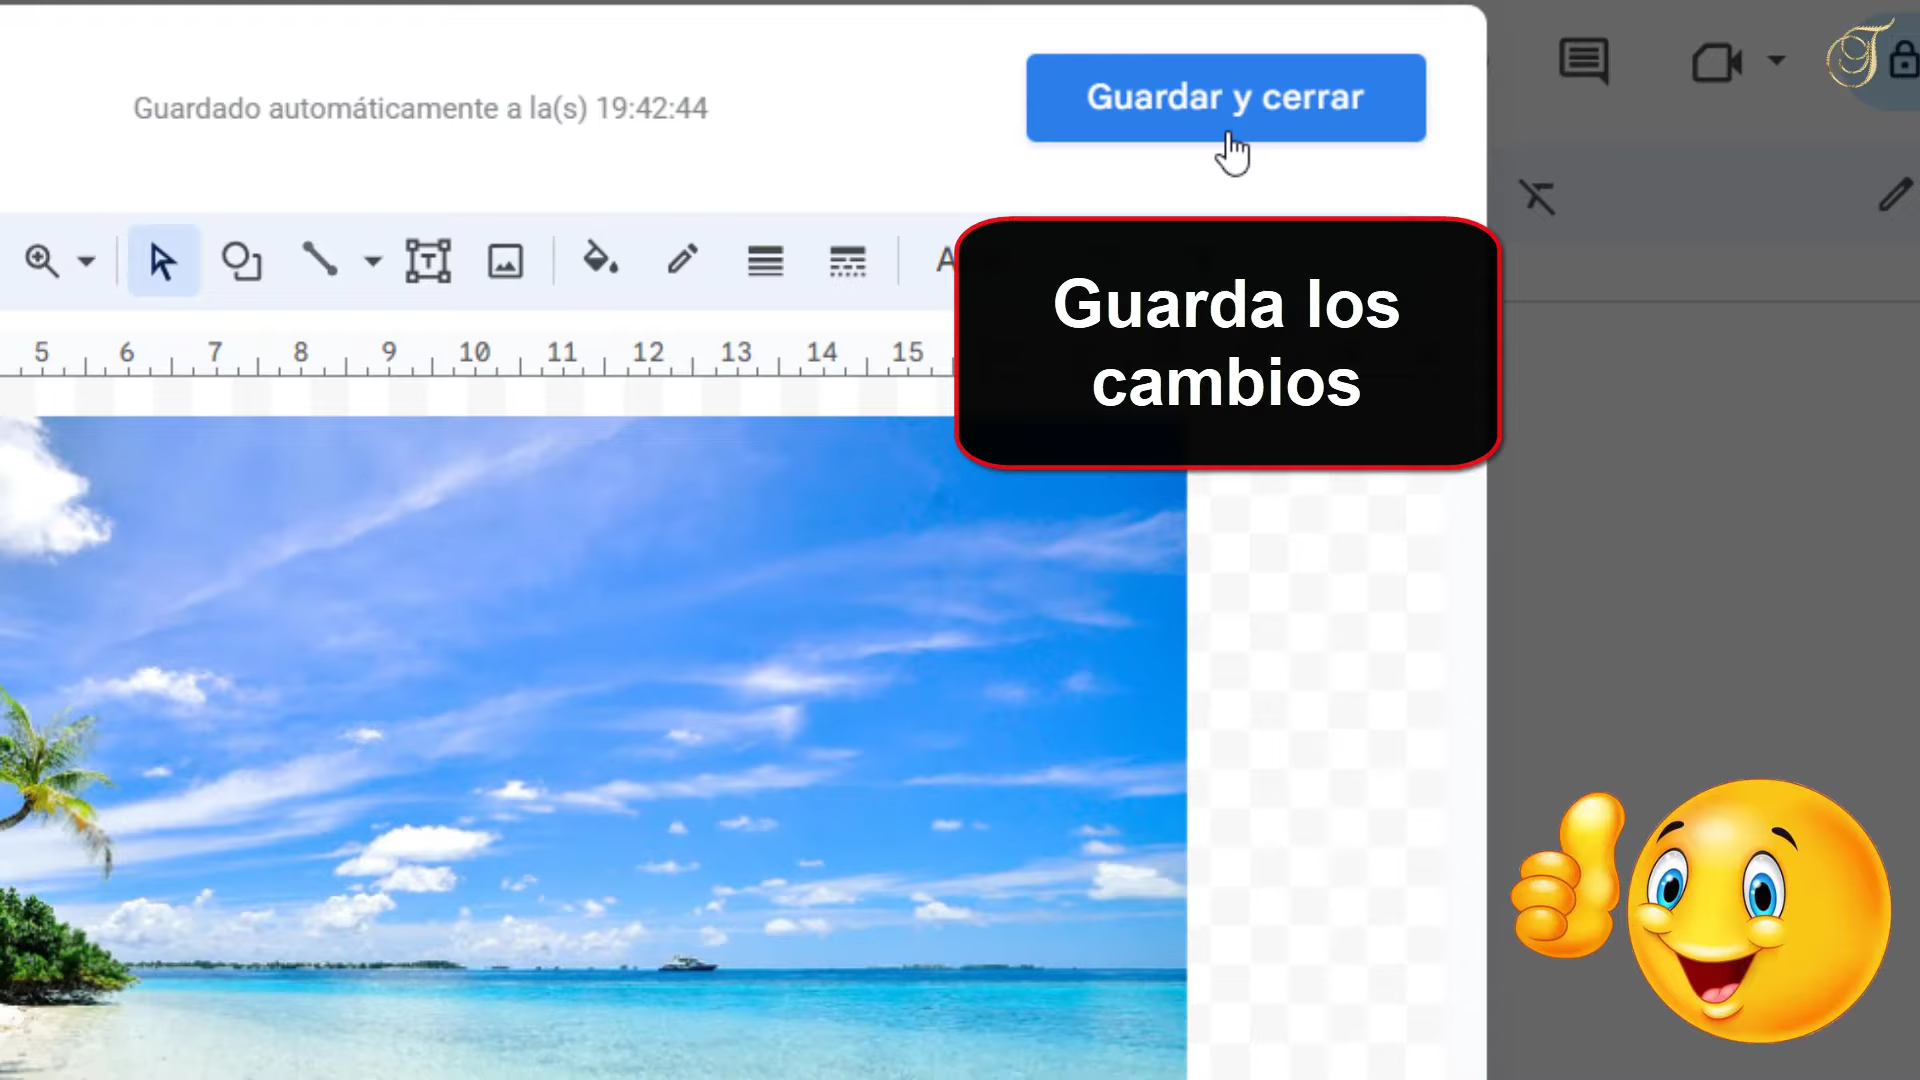 Guardado automáticamente a la(s) 19:42:44
Guardar y cerrar
5 6 7 8 9 10 11 12 13 14 15
Guarda los
cambios